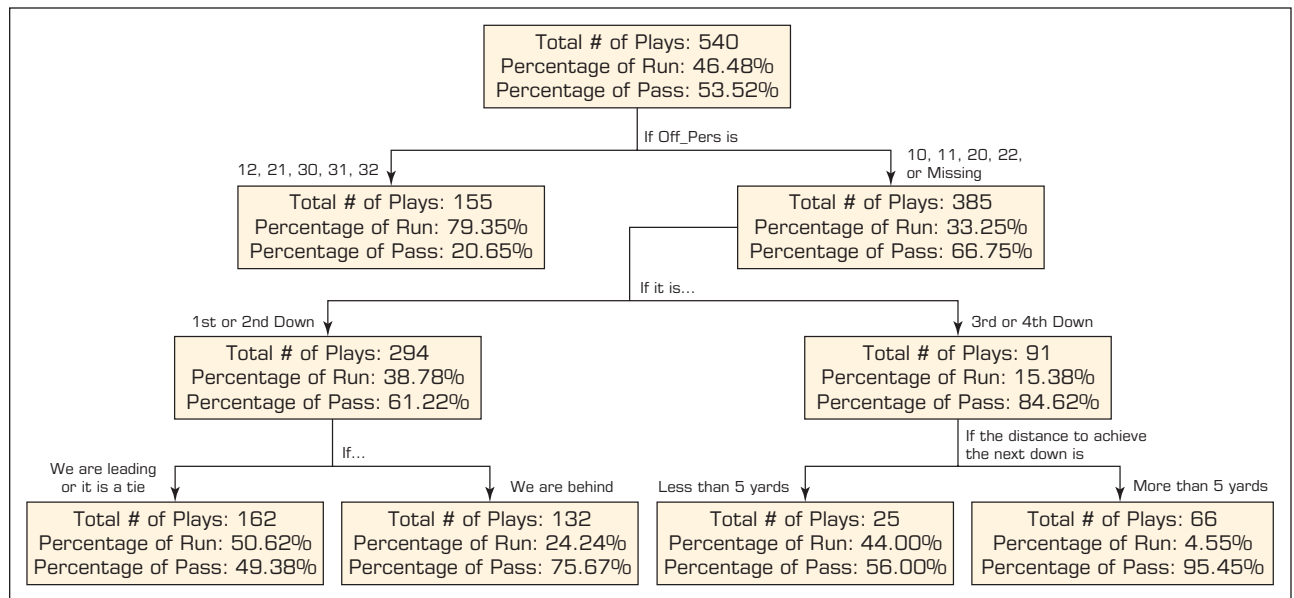 Total # of Plays: 540
Percentage of Run: 46.48%
Percentage of Pass: 53.52%
If Off_Pers is
12, 21, 30, 31, 32
10, 11, 20, 22,
or Missing
Total # of Plays: 155
Percentage of Run: 79.35%
Percentage of Pass: 20.65%
Total # of Plays: 385
Percentage of Run: 33.25%
Percentage of Pass: 66.75%
If it is...
1st or 2nd Down
3rd or 4th Down
Total # of Plays: 294
Percentage of Run: 38.78%
Percentage of Pass: 61.22%
Total # of Plays: 91
Percentage of Run: 15.38%
Percentage of Pass: 84.62%
If...
If the distance to achieve
the next down is
We are leading
or it is a tie
We are behind
Less than 5 yards
More than 5 yards
Total # of Plays: 162
Percentage of Run: 50.62%
Percentage of Pass: 49.38%
Total # of Plays: 132
Percentage of Run: 24.24%
Percentage of Pass: 75.67%
Total # of Plays: 25
Percentage of Run: 44.00%
Percentage of Pass: 56.00%
Total # of Plays: 66
Percentage of Run: 4.55%
Percentage of Pass: 95.45%